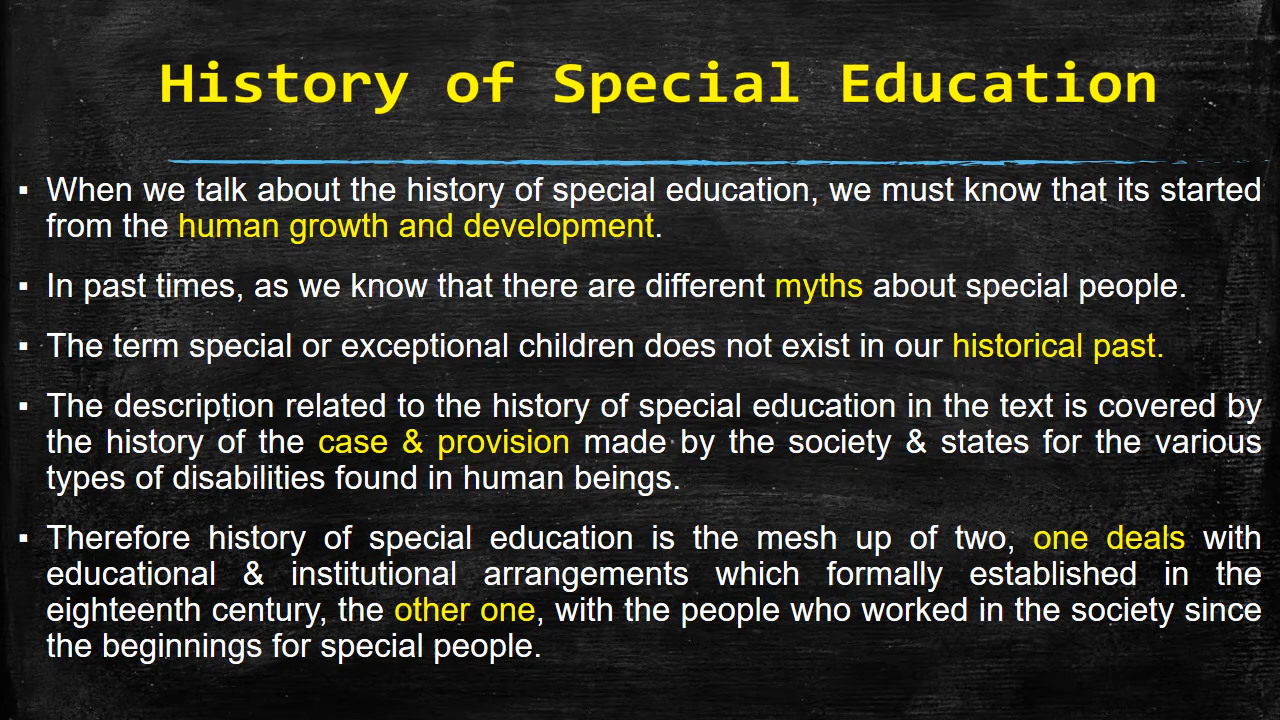 History of Special Education
▪ When we talk about the history of special education, we must know that its started
from the human growth and development.
▪ In past times, as we know that there are different myths about special people.
▪ The term special or exceptional children does not exist in our historical past.
▪ The description related to the history of special education in the text is covered by
the history of the case & provision made by the society & states for the various
types of disabilities found in human beings.
▪ Therefore history of special education is the mesh up of two, one deals with
educational & institutional arrangements which formally established in the
eighteenth century, the other one, with the people who worked in the society since
the beginnings for special people.